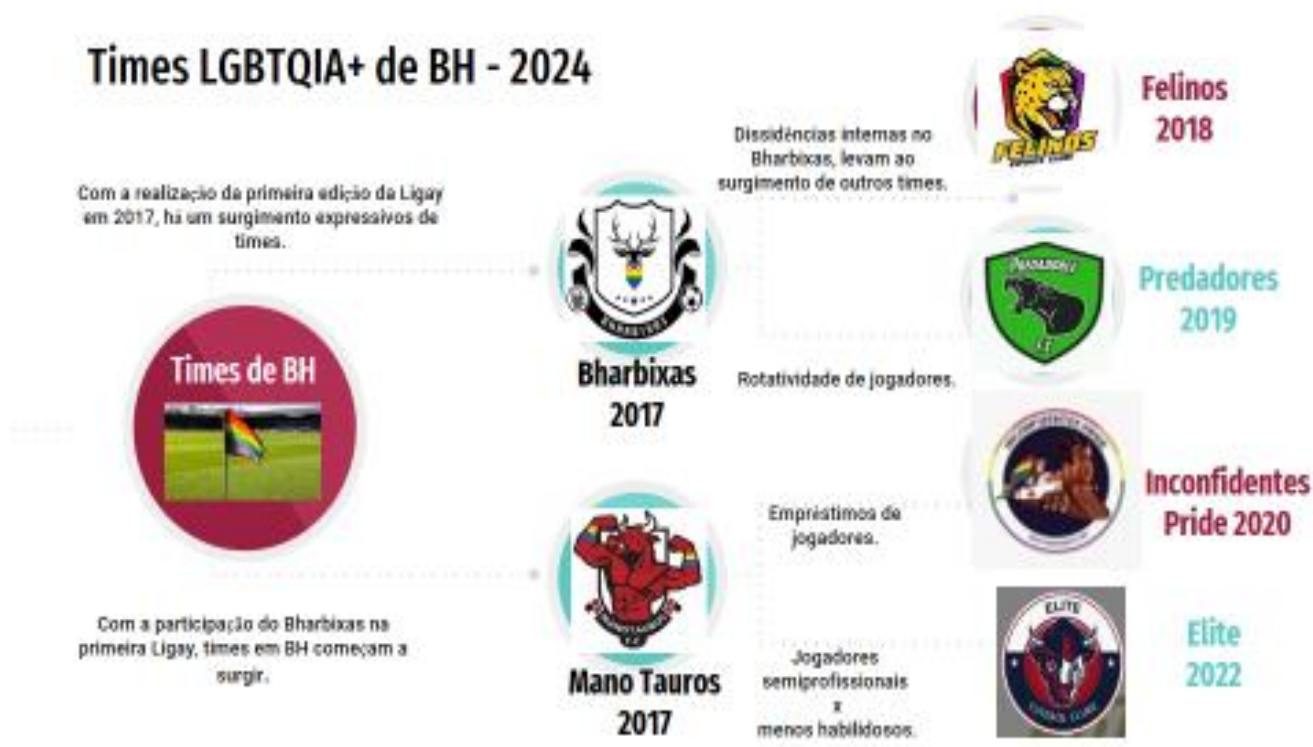 Times LGBTQIA+ de BH - 2024
Com a realização da primeira edição da Ligay
em 2017, há um surgimento expressivos de
times.
Times de BH
Com a participação do Bharbixas na
primeira Ligay, times em BH começam a
surgir.
Bharbixas
2017
Mano Tauros
2017
Dissidências internas no
Bharbixas, levam ao
surgimento de outros times.
Rotatividade de jogadores.
Empréstimos de
jogadores.
Jogadores
semiprofissionais
x
menos habilidosos.
FELINOS
Felinos
2018
Predadores
2019
Inconfidentes
Pride 2020
ELITE
Elite
2022